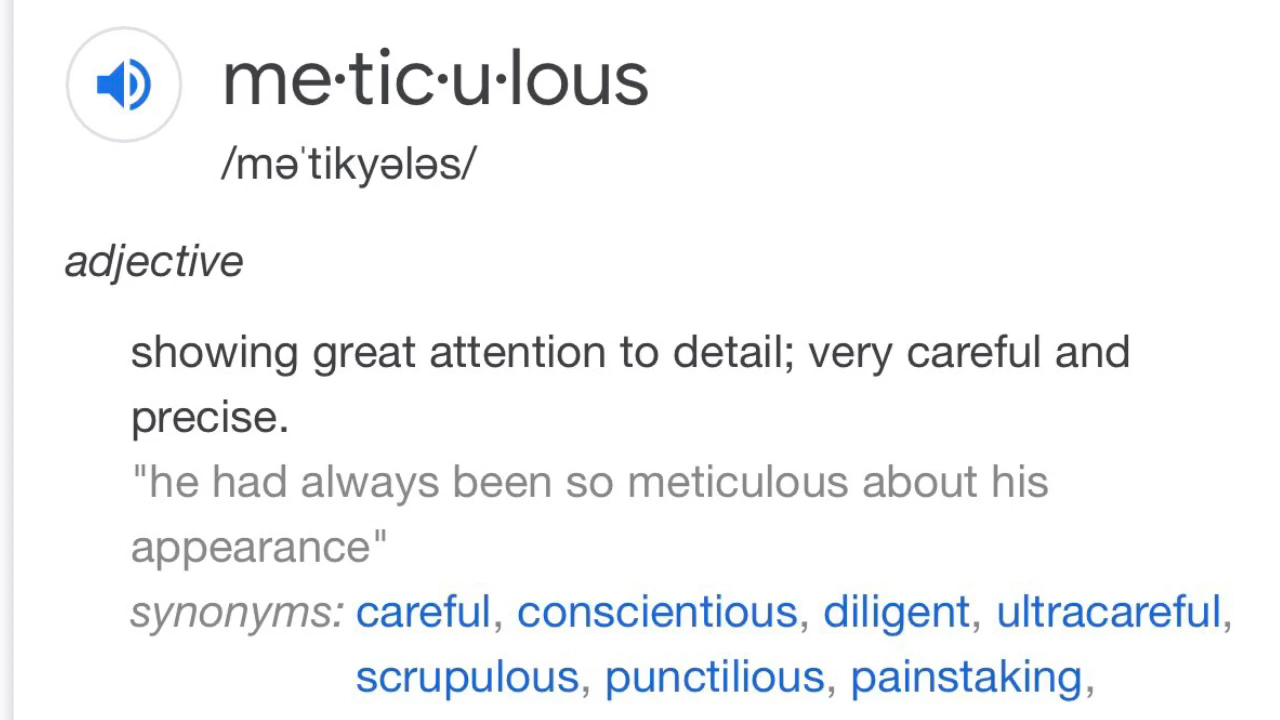 me·tic·u·lous
/məˈtikyələs/
adjective
showing great attention to detail; very careful and
precise.
"he had always been so meticulous about his
appearance"
synonyms: careful, conscientious, diligent, ultracareful,
scrupulous, punctilious, painstaking,